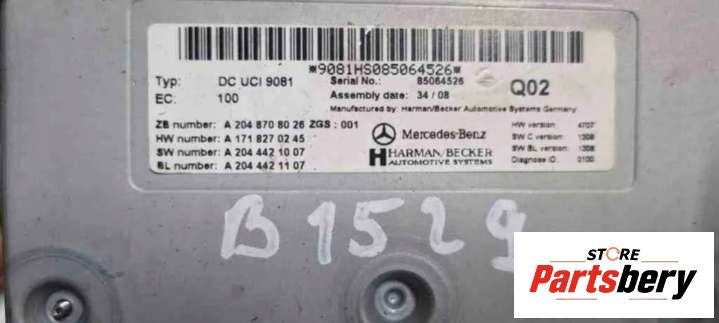 *9081HS085064526*
Typ: DC UCI 9081 Serial No.: 85064526
EC: 100 Assembly date: 34 / 08 Q02
Manufactured by: Harman/Becker Automotive Systems Germany
ZB number: A 204 870 80 26 ZGS : 001
HW number: A 171 827 02 45
SW number: A 204 442 10 07
BL number: A 204 442 11 07
Mercedes-Benz
HARMAN/BECKER
AUTOMOTIVE SYSTEMS
HW version: 4707
SW C version: 1308
SW BL version: 1308
Diagnose ID: 0100
B1529
STORE
Partsbery